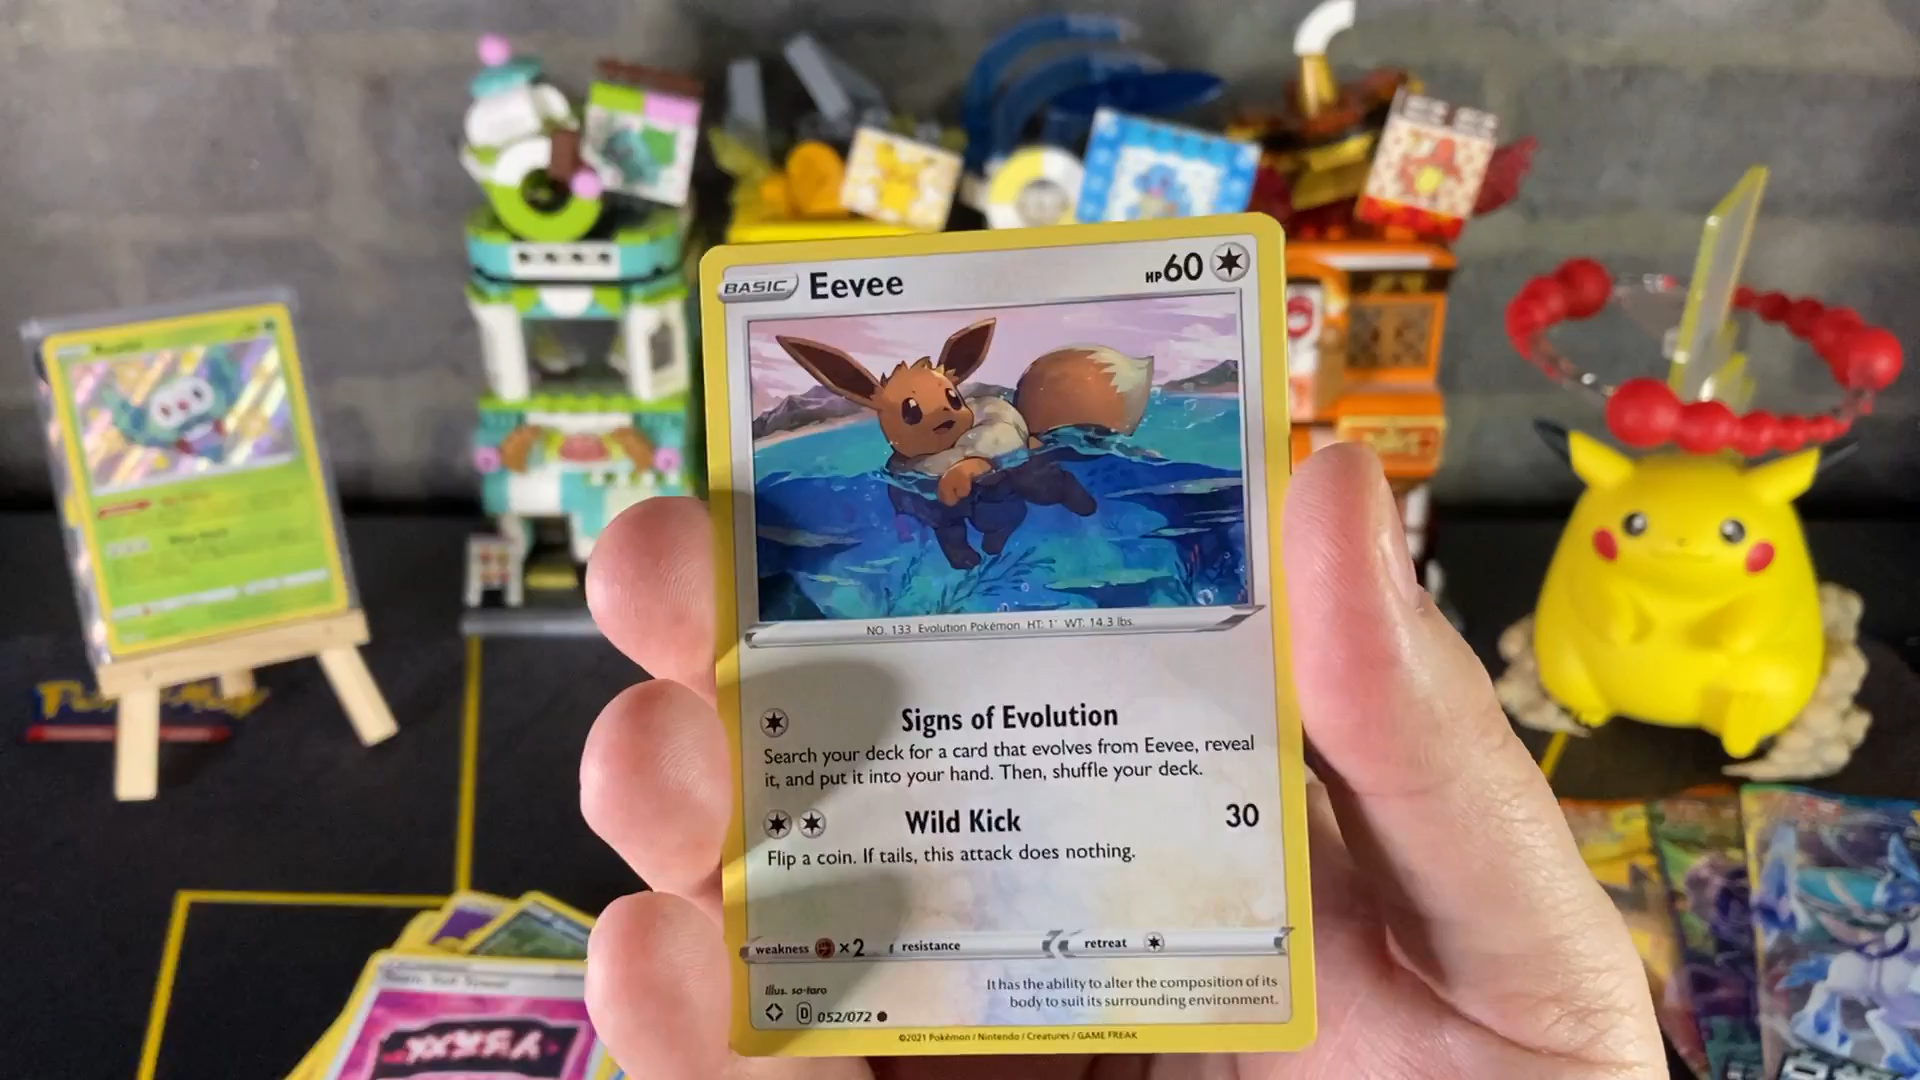 BASIC Eevee HP60
NO. 133 Evolution Pokémon HT: 1' WT: 14.3 lbs.
Signs of Evolution
Search your deck for a card that evolves from Eevee, reveal
it, and put it into your hand. Then, shuffle your deck.
Wild Kick 30
Flip a coin. If tails, this attack does nothing.
weakness ×2 resistance retreat
Illus. so-taro
It has the ability to alter the composition of its
body to suit its surrounding environment.
D 052/072
©2021 Pokémon / Nintendo / Creatures / GAME FREAK